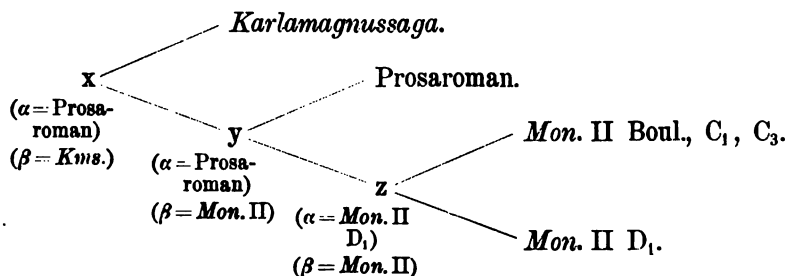 Karlamagnussaga.
x
Prosaroman.
(α = Prosa-
roman)
(β = Kms.)
y
Mon. II Boul., C₁, C₃.
(α = Prosa-
roman)
(β = Mon. II)
z
(α = Mon. II
D₁)
(β = Mon. II)
Mon. II D₁.